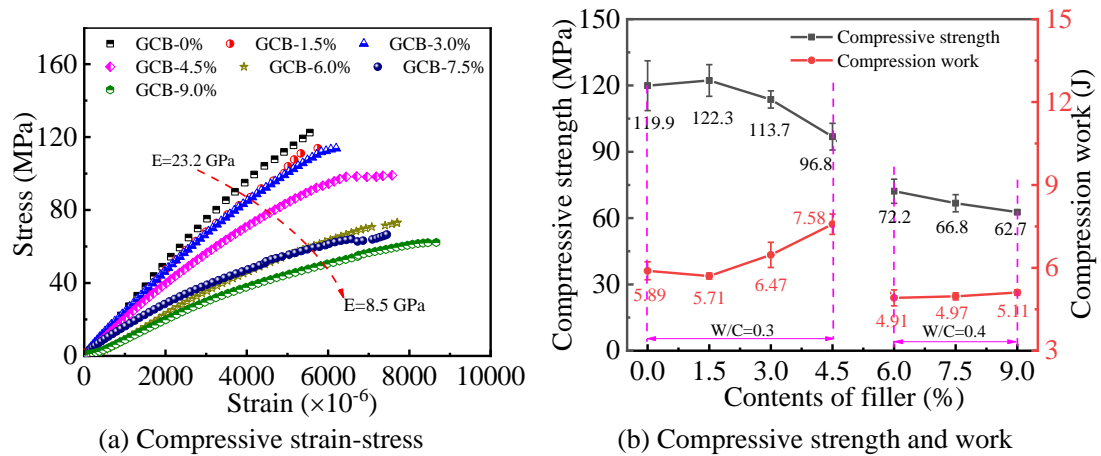 160
120
80
40
0
Stress (MPa)
GCB-0% GCB-1.5% GCB-3.0%
GCB-4.5% GCB-6.0% GCB-7.5%
GCB-9.0%
E=23.2 GPa
E=8.5 GPa
0 2000 4000 6000 8000 10000
Strain (×10⁻⁶)
(a) Compressive strain-stress
150
120
90
60
30
0
Comprressive strength (MPa)
Compressive strength
Compression work
119.9 122.3 113.7 96.8
72.2 66.8 62.7
5.89 5.71 6.47 7.58
4.91 4.97 5.11
W/C=0.3 W/C=0.4
15
12
9
6
3
Compression work (J)
0.0 1.5 3.0 4.5 6.0 7.5 9.0
Contents of filler (%)
(b) Compressive strength and work